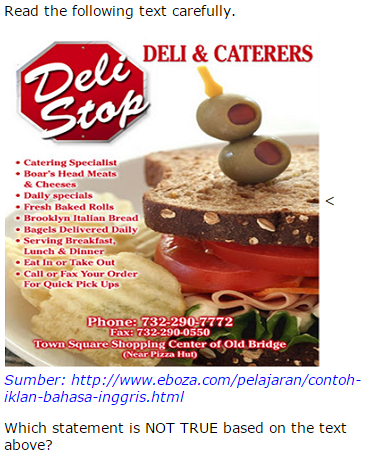 Read the following text carefully.
Deli
Stop
DELI & CATERERS
• Catering Specialist
• Boar's Head Meats
& Cheeses
• Daily specials
• Fresh Baked Rolls
• Brooklyn Italian Bread
• Bagels Delivered Daily
• Serving Breakfast,
Lunch & Dinner
• Eat In or Take Out
• Call or Fax Your Order
For Quick Pick Ups
<
Phone: 732-290-7772
Fax: 732-290-0550
Town Square Shopping Center of Old Bridge
(Near Pizza Hut)
Sumber: http://www.eboza.com/pelajaran/contoh-
iklan-bahasa-inggris.html
Which statement is NOT TRUE based on the text
above?